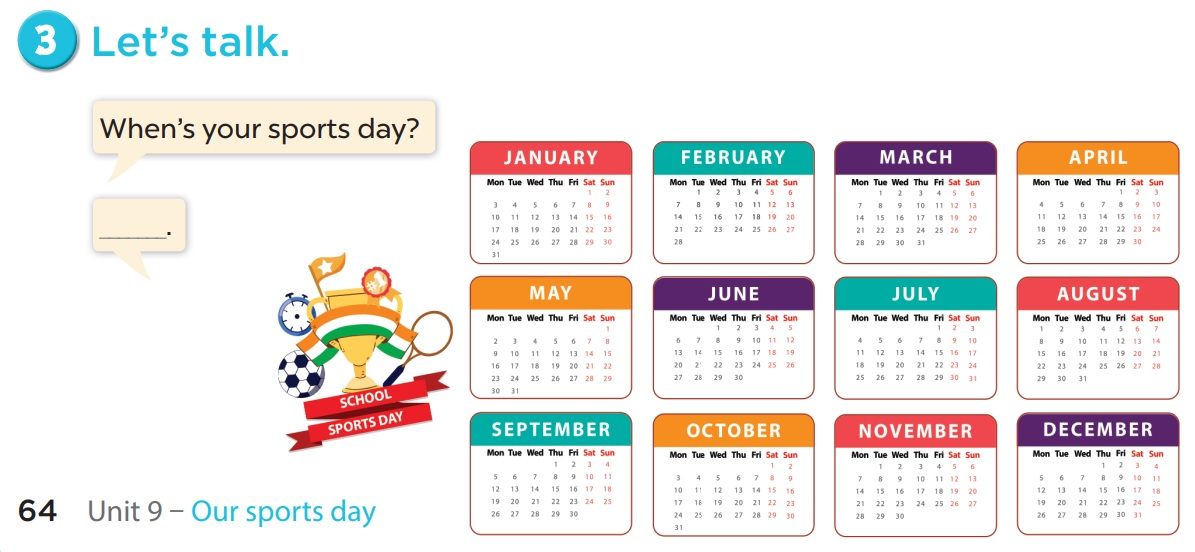 3 Let's talk.
When's your sports day?
_______.
SCHOOL
SPORTS DAY
JANUARY
Mon Tue Wed Thu Fri Sat Sun
1 2
3 4 5 6 7 8 9
10 11 12 13 14 15 16
17 18 19 20 21 22 23
24 25 26 27 28 29 30
31
FEBRUARY
Mon Tue Wed Thu Fri Sat Sun
1 2 3 4 5 6
7 8 9 10 11 12 13
14 15 16 17 18 19 20
21 22 23 24 25 26 27
28
MARCH
Mon Tue Wed Thu Fri Sat Sun
1 2 3 4 5 6
7 8 9 10 11 12 13
14 15 16 17 18 19 20
21 22 23 24 25 26 27
28 29 30 31
APRIL
Mon Tue Wed Thu Fri Sat Sun
1 2 3
4 5 6 7 8 9 10
11 12 13 14 15 16 17
18 19 20 21 22 23 24
25 26 27 28 29 30
MAY
Mon Tue Wed Thu Fri Sat Sun
1
2 3 4 5 6 7 8
9 10 11 12 13 14 15
16 17 18 19 20 21 22
23 24 25 26 27 28 29
30 31
JUNE
Mon Tue Wed Thu Fri Sat Sun
1 2 3 4 5
6 7 8 9 10 11 12
13 14 15 16 17 18 19
20 21 22 23 24 25 26
27 28 29 30
JULY
Mon Tue Wed Thu Fri Sat Sun
1 2 3
4 5 6 7 8 9 10
11 12 13 14 15 16 17
18 19 20 21 22 23 24
25 26 27 28 29 30 31
AUGUST
Mon Tue Wed Thu Fri Sat Sun
1 2 3 4 5 6 7
8 9 10 11 12 13 14
15 16 17 18 19 20 21
22 23 24 25 26 27 28
29 30 31
SEPTEMBER
Mon Tue Wed Thu Fri Sat Sun
1 2 3 4
5 6 7 8 9 10 11
12 13 14 15 16 17 18
19 20 21 22 23 24 25
26 27 28 29 30
OCTOBER
Mon Tue Wed Thu Fri Sat Sun
1 2
3 4 5 6 7 8 9
10 11 12 13 14 15 16
17 18 19 20 21 22 23
24 25 26 27 28 29 30
31
NOVEMBER
Mon Tue Wed Thu Fri Sat Sun
1 2 3 4 5 6
7 8 9 10 11 12 13
14 15 16 17 18 19 20
21 22 23 24 25 26 27
28 29 30
DECEMBER
Mon Tue Wed Thu Fri Sat Sun
1 2 3 4
5 6 7 8 9 10 11
12 13 14 15 16 17 18
19 20 21 22 23 24 25
26 27 28 29 30 31
64 Unit 9 – Our sports day